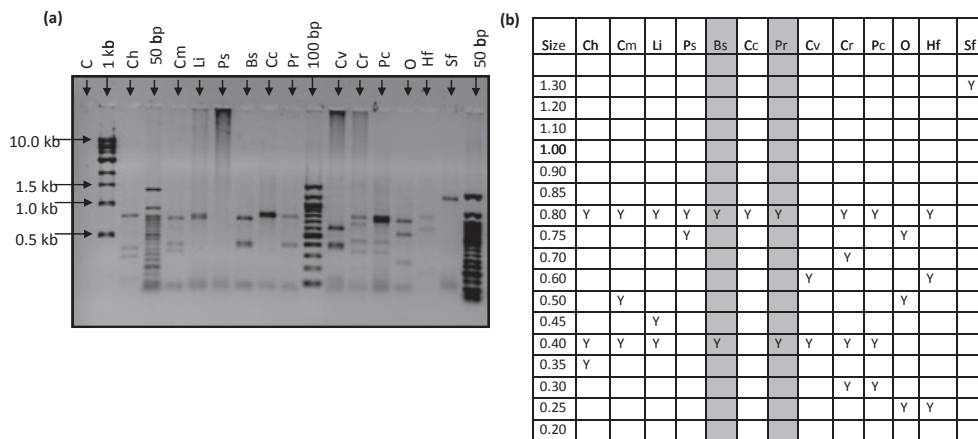 (a)
C 1 kb Ch 50 bp Cm Li Ps Bs Cc Pr 100 bp Cv Cr Pc O Hf Sf 50 bp
10.0 kb
1.5 kb
1.0 kb
0.5 kb
(b)
Size Ch Cm Li Ps Bs Cc Pr Cv Cr Pc O Hf Sf
1.30 Y
1.20
1.10
1.00
0.90
0.85
0.80 Y Y Y Y Y Y Y Y Y Y
0.75 Y Y
0.70 Y
0.60 Y Y
0.50 Y Y
0.45 Y
0.40 Y Y Y Y Y Y Y Y
0.35 Y
0.30 Y Y
0.25 Y Y
0.20